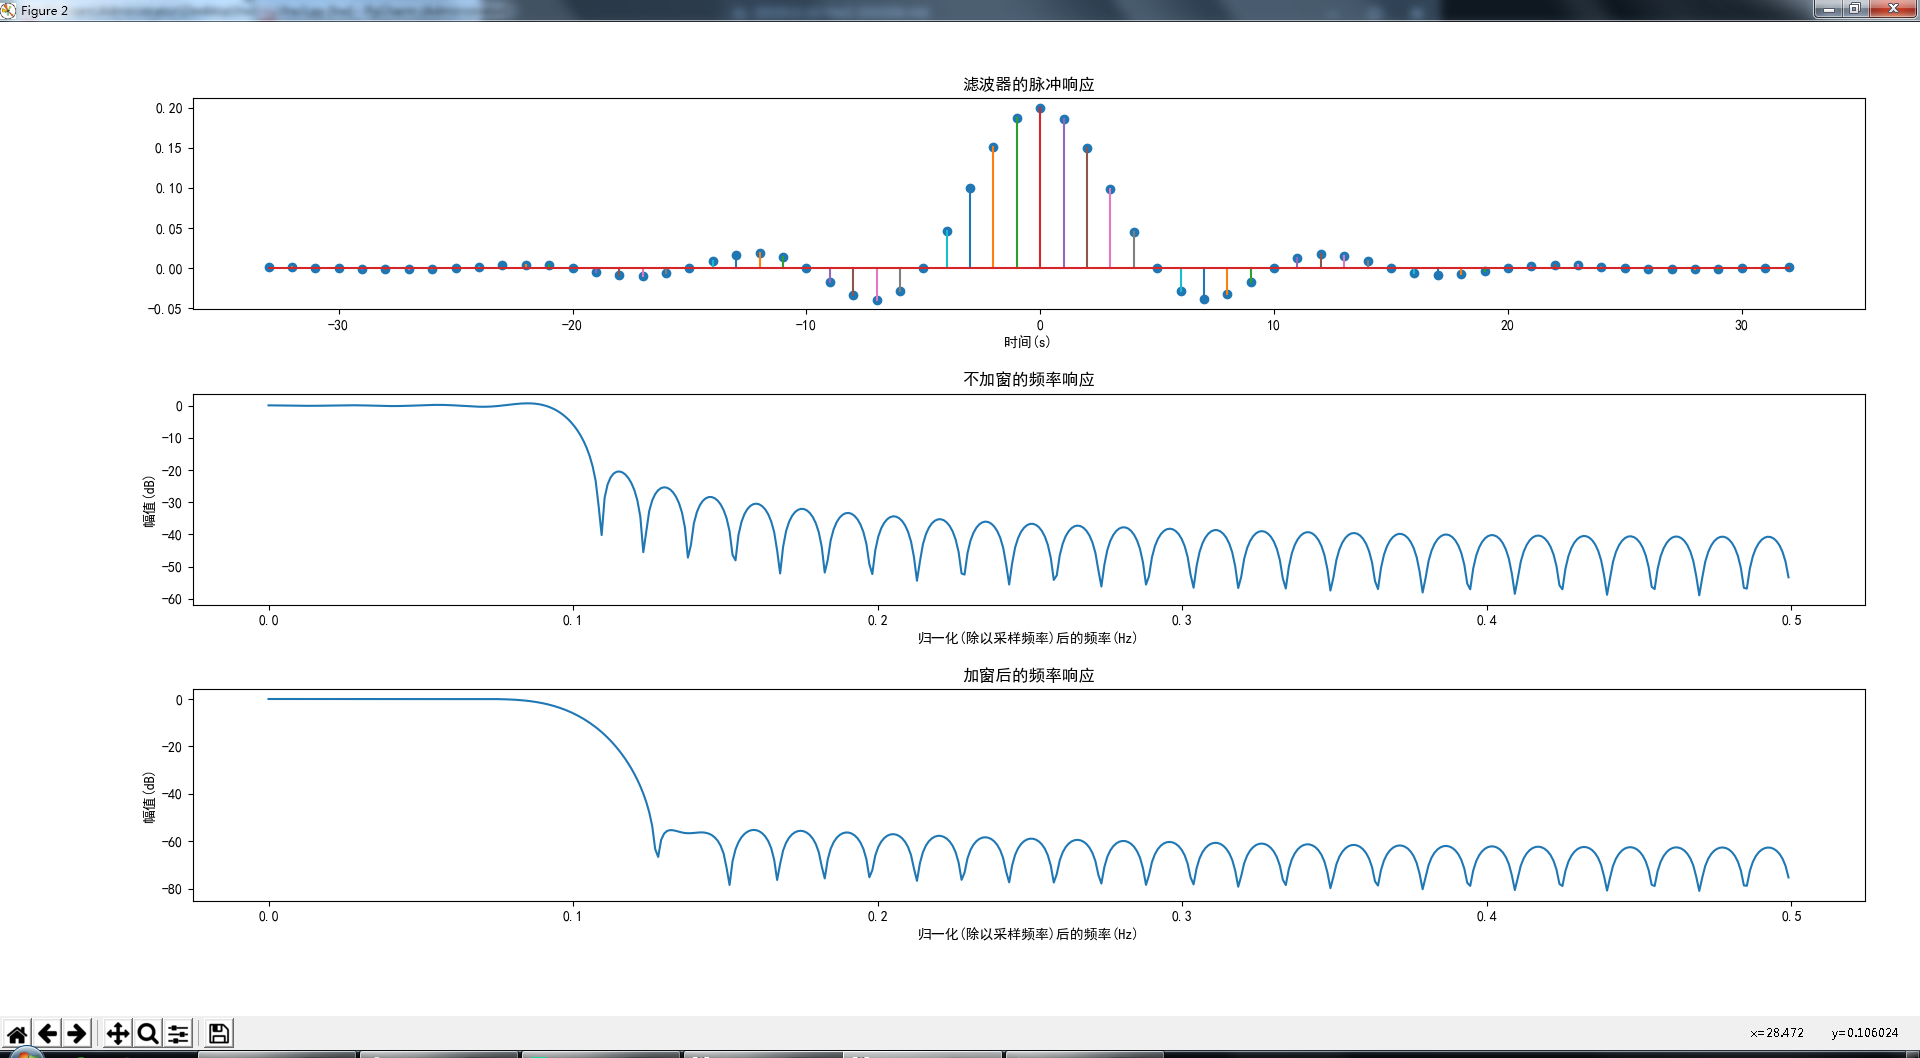 Figure 2
滤波器的脉冲响应
0.20
0.15
0.10
0.05
0.00
−0.05
−30 −20 −10 0 10 20 30
时间(s)
不加窗的频率响应
0
−10
−20
−30
−40
−50
−60
幅值(dB)
0.0 0.1 0.2 0.3 0.4 0.5
归一化(除以采样频率)后的频率(Hz)
加窗后的频率响应
0
−20
−40
−60
−80
幅值(dB)
0.0 0.1 0.2 0.3 0.4 0.5
归一化(除以采样频率)后的频率(Hz)
x=28.472 y=0.106024